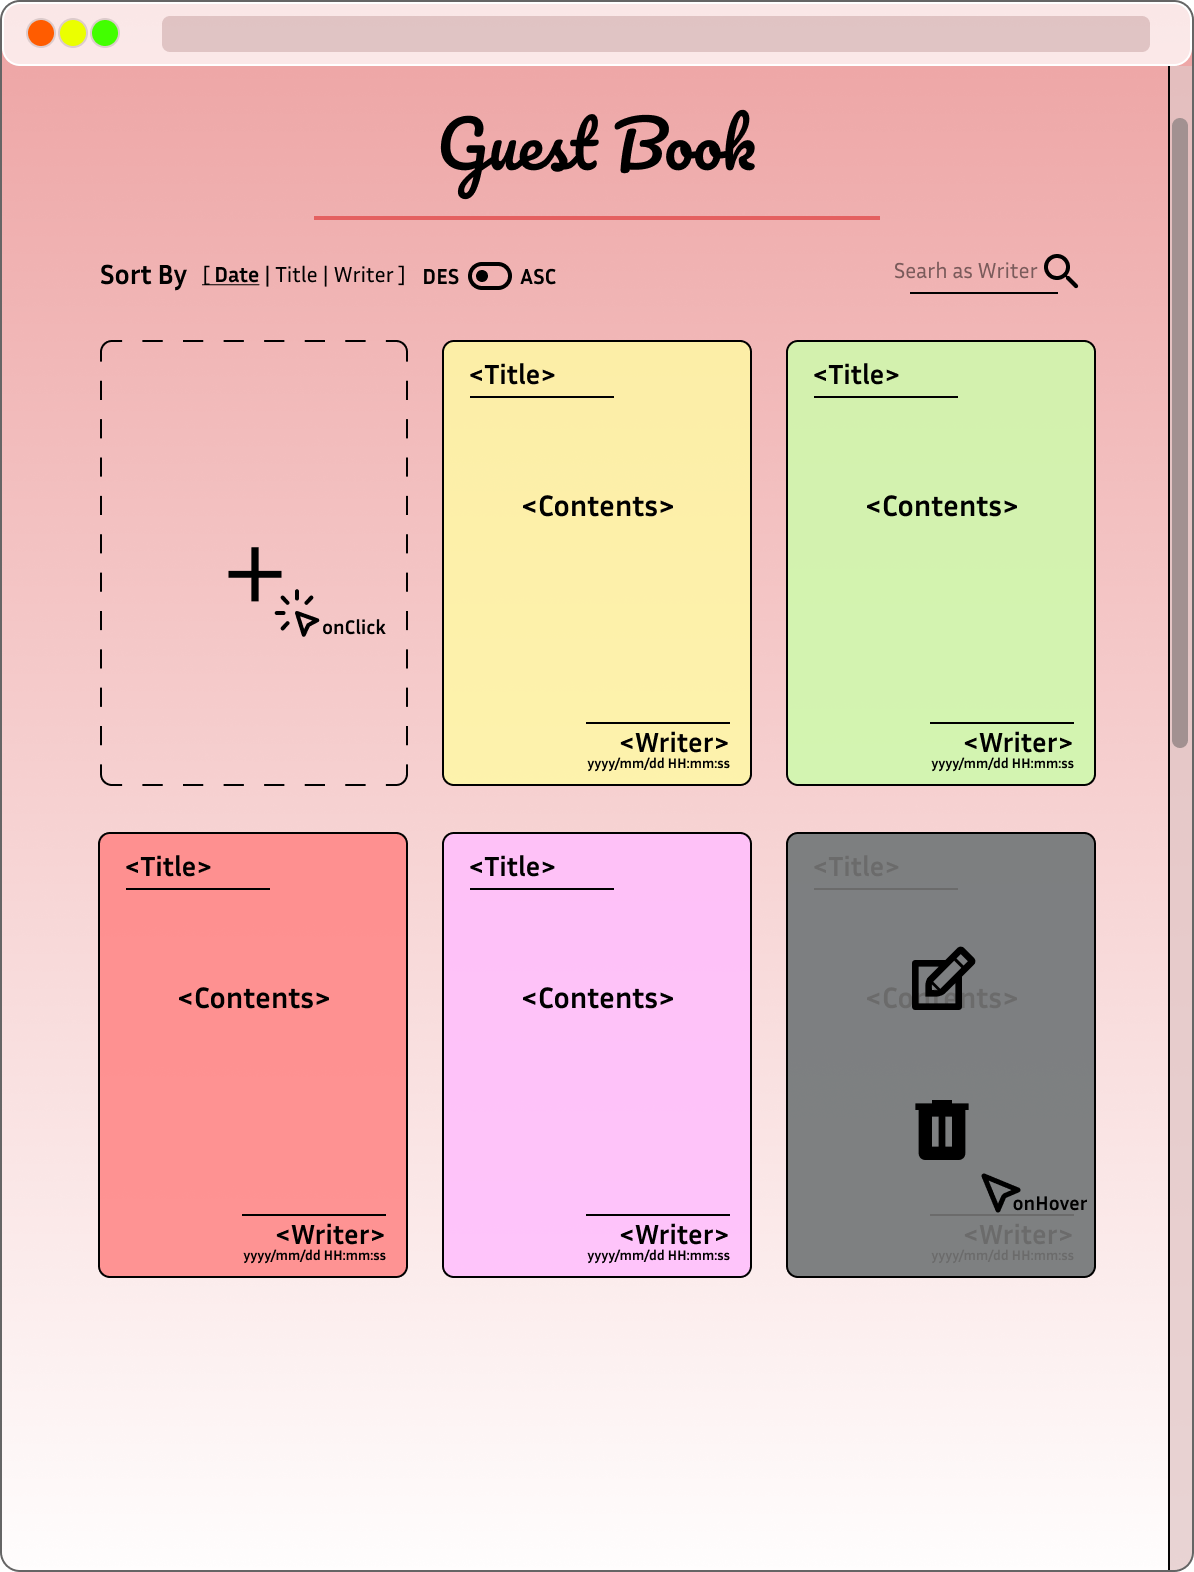 Guest Book
Sort By [ Date | Title | Writer ] DES ASC
Searh as Writer
onClick
<Title>
<Contents>
<Writer>
yyyy/mm/dd HH:mm:ss
<Title>
<Contents>
<Writer>
yyyy/mm/dd HH:mm:ss
<Title>
<Contents>
<Writer>
yyyy/mm/dd HH:mm:ss
<Title>
<Contents>
<Writer>
yyyy/mm/dd HH:mm:ss
<Title>
<Contents>
onHover
<Writer>
yyyy/mm/dd HH:mm:ss